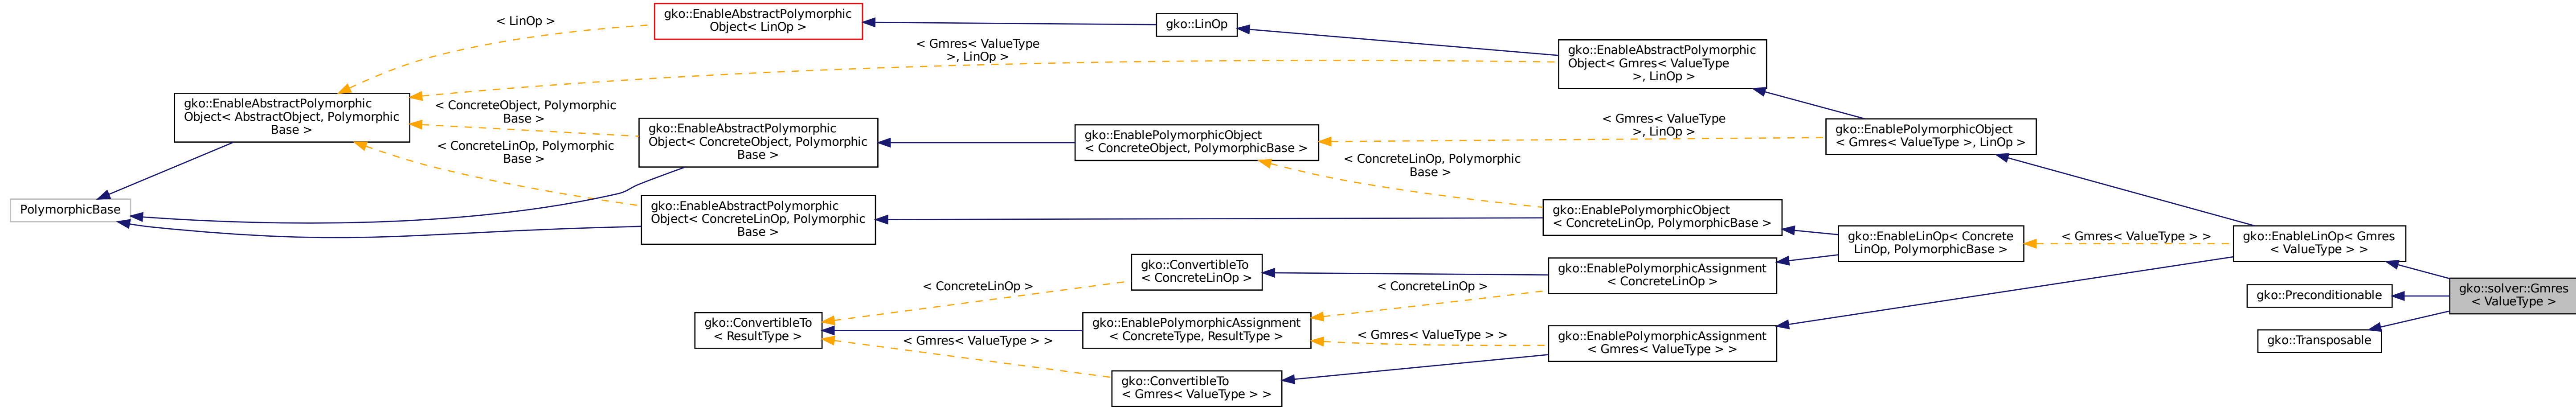 gko::EnableAbstractPolymorphic
Object< LinOp >
< LinOp >
gko::LinOp
< Gmres< ValueType
>, LinOp >
gko::EnableAbstractPolymorphic
Object< Gmres< ValueType
>, LinOp >
gko::EnableAbstractPolymorphic
Object< AbstractObject, Polymorphic
Base >
< ConcreteObject, Polymorphic
Base >
gko::EnableAbstractPolymorphic
Object< ConcreteObject, Polymorphic
Base >
gko::EnablePolymorphicObject
< ConcreteObject, PolymorphicBase >
< Gmres< ValueType
>, LinOp >
gko::EnablePolymorphicObject
< Gmres< ValueType >, LinOp >
< ConcreteLinOp, Polymorphic
Base >
< ConcreteLinOp, Polymorphic
Base >
PolymorphicBase
gko::EnableAbstractPolymorphic
Object< ConcreteLinOp, Polymorphic
Base >
gko::EnablePolymorphicObject
< ConcreteLinOp, PolymorphicBase >
gko::EnableLinOp< Concrete
LinOp, PolymorphicBase >
< Gmres< ValueType > >
gko::EnableLinOp< Gmres
< ValueType > >
gko::ConvertibleTo
< ConcreteLinOp >
gko::EnablePolymorphicAssignment
< ConcreteLinOp >
< ConcreteLinOp >
< ConcreteLinOp >
gko::Preconditionable
gko::solver::Gmres
< ValueType >
gko::ConvertibleTo
< ResultType >
gko::EnablePolymorphicAssignment
< ConcreteType, ResultType >
< Gmres< ValueType > >
< Gmres< ValueType > >
gko::EnablePolymorphicAssignment
< Gmres< ValueType > >
gko::Transposable
gko::ConvertibleTo
< Gmres< ValueType > >